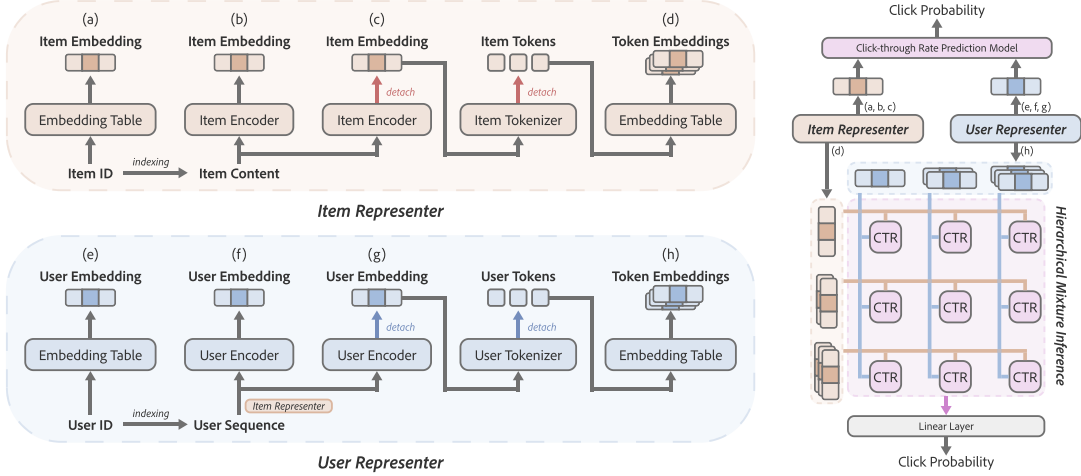 (a)
(b)
(c)
(d)
Item Embedding
Item Embedding
Item Embedding
Item Tokens
Token Embeddings
detach
detach
Embedding Table
Item Encoder
Item Encoder
Item Tokenizer
Embedding Table
indexing
Item ID
Item Content
Item Representer
(e)
(f)
(g)
(h)
User Embedding
User Embedding
User Embedding
User Tokens
Token Embeddings
detach
detach
Embedding Table
User Encoder
User Encoder
User Tokenizer
Embedding Table
Item Representer
indexing
User ID
User Sequence
User Representer
Click Probability
Click-through Rate Prediction Model
(a, b, c)
(e, f, g)
Item Representer
User Representer
(d)
(h)
CTR
CTR
CTR
CTR
CTR
CTR
CTR
CTR
CTR
Hierarchical Mixture Inference
Linear Layer
Click Probability